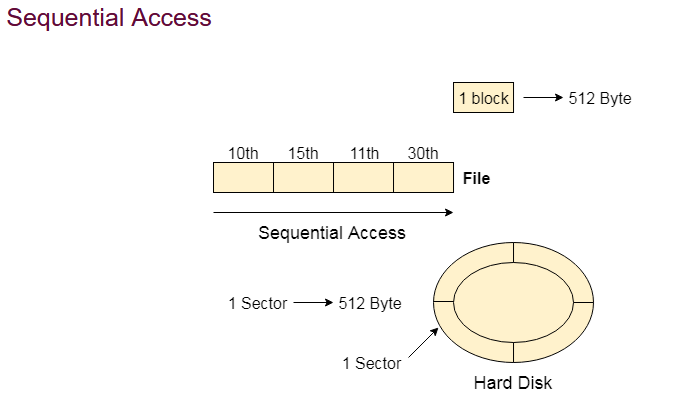 Sequential Access
1 block
512 Byte
10th 15th 11th 30th
File
Sequential Access
1 Sector
512 Byte
1 Sector
Hard Disk